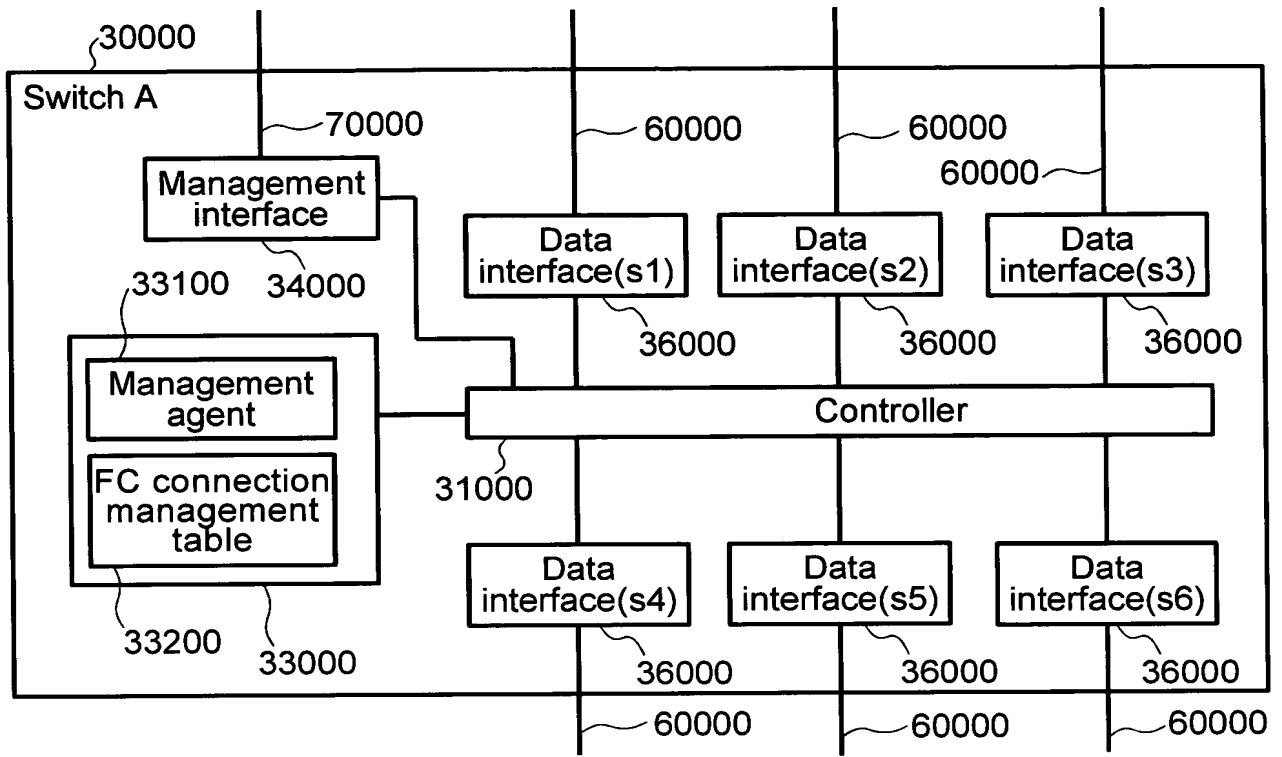 30000
Switch A
70000
60000
60000
60000
Management
interface
34000
Data
interface(s1)
36000
Data
interface(s2)
36000
Data
interface(s3)
36000
33100
Management
agent
FC connection
management
table
33200
33000
Controller
31000
Data
interface(s4)
36000
Data
interface(s5)
36000
Data
interface(s6)
36000
60000
60000
60000